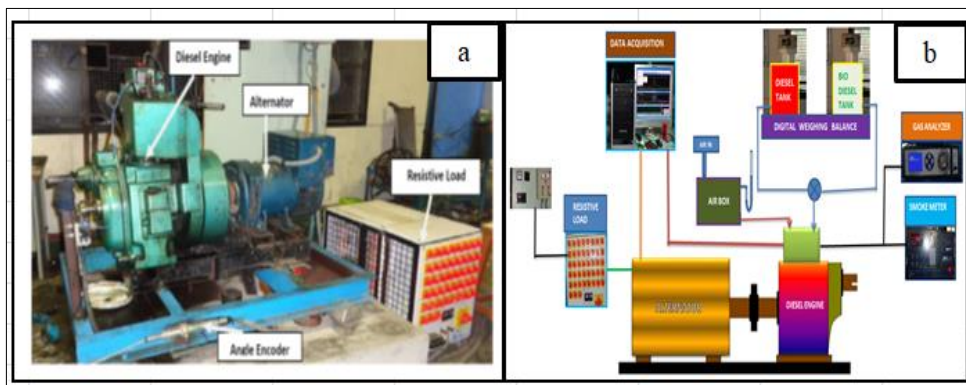 a
Diesel Engine
Alternator
Resistive Load
Angle Encoder
b
DATA ACQUISITION
DIESEL
TANK
BIO
DIESEL
TANK
DIGITAL WEIGHING BALANCE
GAS ANALYZER
AIR IN
AIR BOX
SMOKE METER
RESISTIVE
LOAD
DIESEL ENGINE